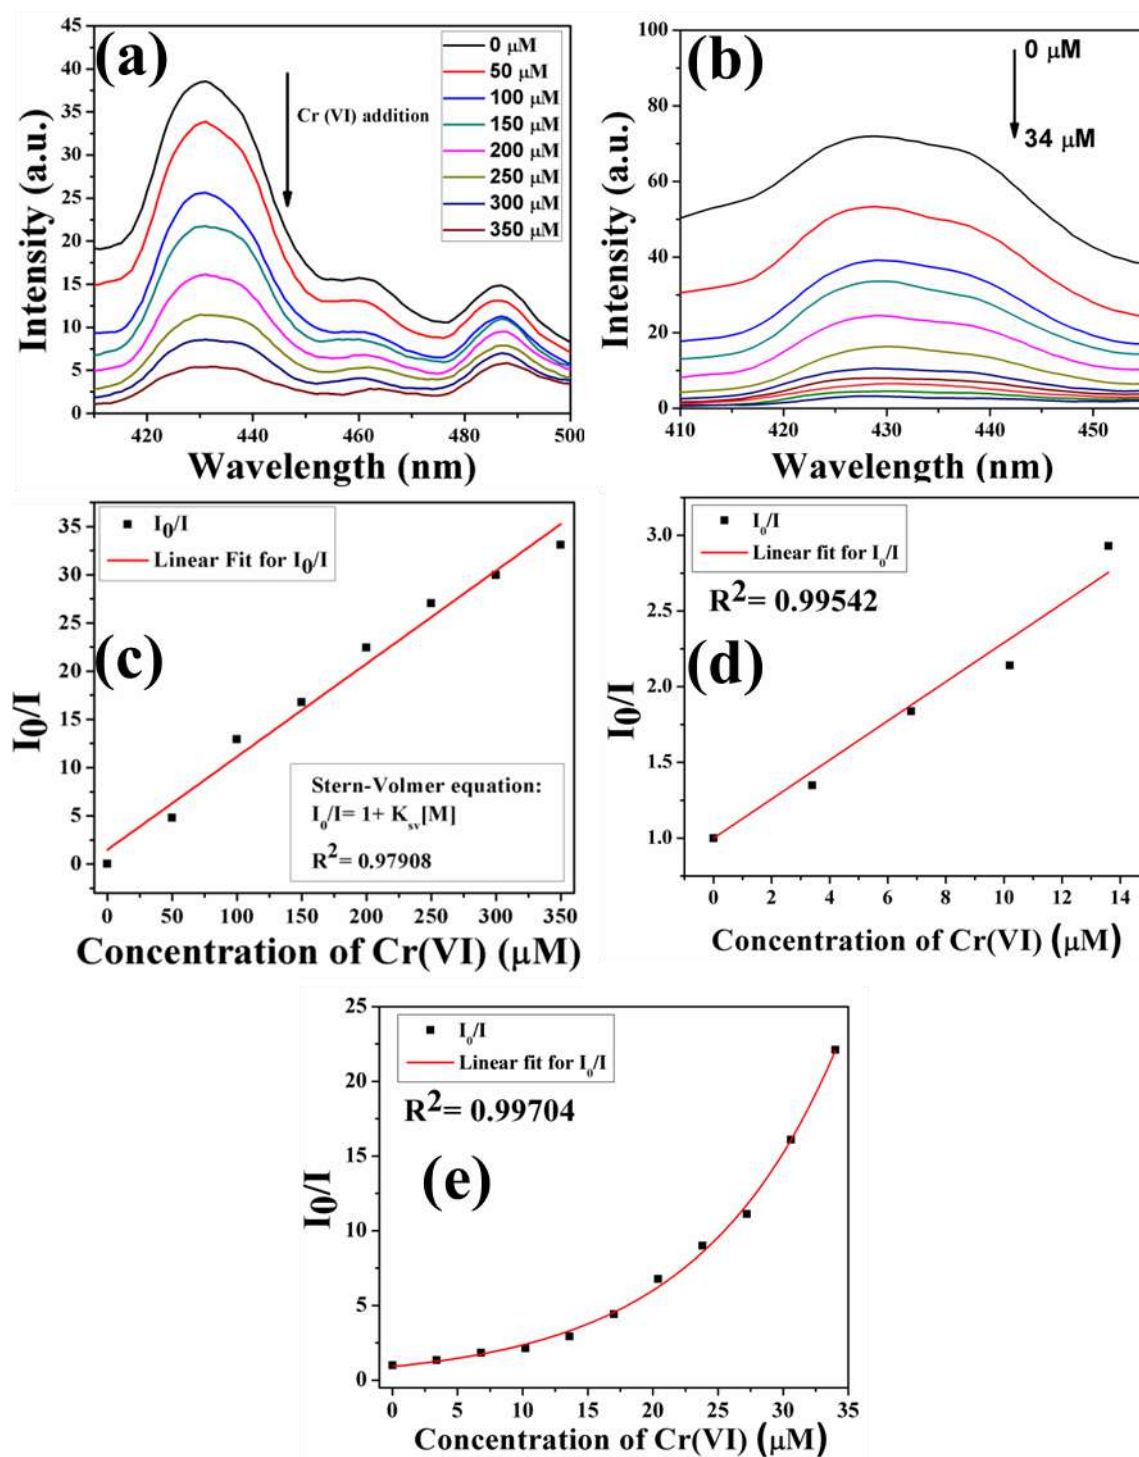 (a)
0 μM
50 μM
100 μM
150 μM
200 μM
250 μM
300 μM
350 μM
Cr (VI) addition
45
40
35
30
25
20
15
10
5
0
Intensity (a.u.)
420 440 460 480 500
Wavelength (nm)
(b)
0 μM
34 μM
100
80
60
40
20
0
Intensity (a.u.)
410 420 430 440 450
Wavelength (nm)
(c)
I0/I
Linear Fit for I0/I
35
30
25
20
15
10
5
0
I0/I
Stern-Volmer equation:
I0/I= 1+ Ksv[M]
R2= 0.97908
0 50 100 150 200 250 300 350
Concentration of Cr(VI) (μM)
(d)
I0/I
Linear fit for I0/I
R2= 0.99542
3.0
2.5
2.0
1.5
1.0
I0/I
0 2 4 6 8 10 12 14
Concentration of Cr(VI) (μM)
(e)
I0/I
Linear fit for I0/I
R2= 0.99704
25
20
15
10
5
0
I0/I
0 5 10 15 20 25 30 35
Concentration of Cr(VI) (μM)